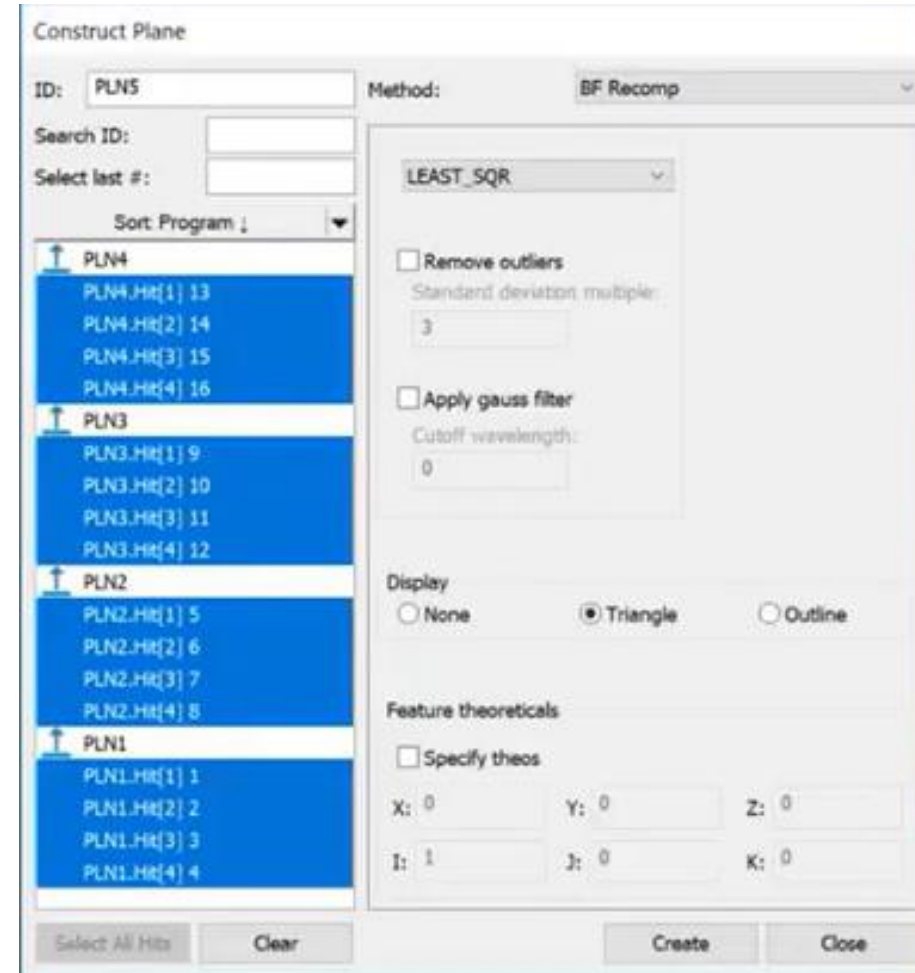 Construct Plane
ID: PLN5
Method: BF Recomp
Search ID:
Select last #:
Sort Program ↓
PLN4
PLN4.Hit[1] 13
PLN4.Hit[2] 14
PLN4.Hit[3] 15
PLN4.Hit[4] 16
PLN3
PLN3.Hit[1] 9
PLN3.Hit[2] 10
PLN3.Hit[3] 11
PLN3.Hit[4] 12
PLN2
PLN2.Hit[1] 5
PLN2.Hit[2] 6
PLN2.Hit[3] 7
PLN2.Hit[4] 8
PLN1
PLN1.Hit[1] 1
PLN1.Hit[2] 2
PLN1.Hit[3] 3
PLN1.Hit[4] 4
Select All Hits Clear
LEAST_SQR
Remove outliers
Standard deviation multiple:
3
Apply gauss filter
Cutoff wavelength:
0
Display
None Triangle Outline
Feature theoreticals
Specify theos
X: 0 Y: 0 Z: 0
I: 1 J: 0 K: 0
Create Close